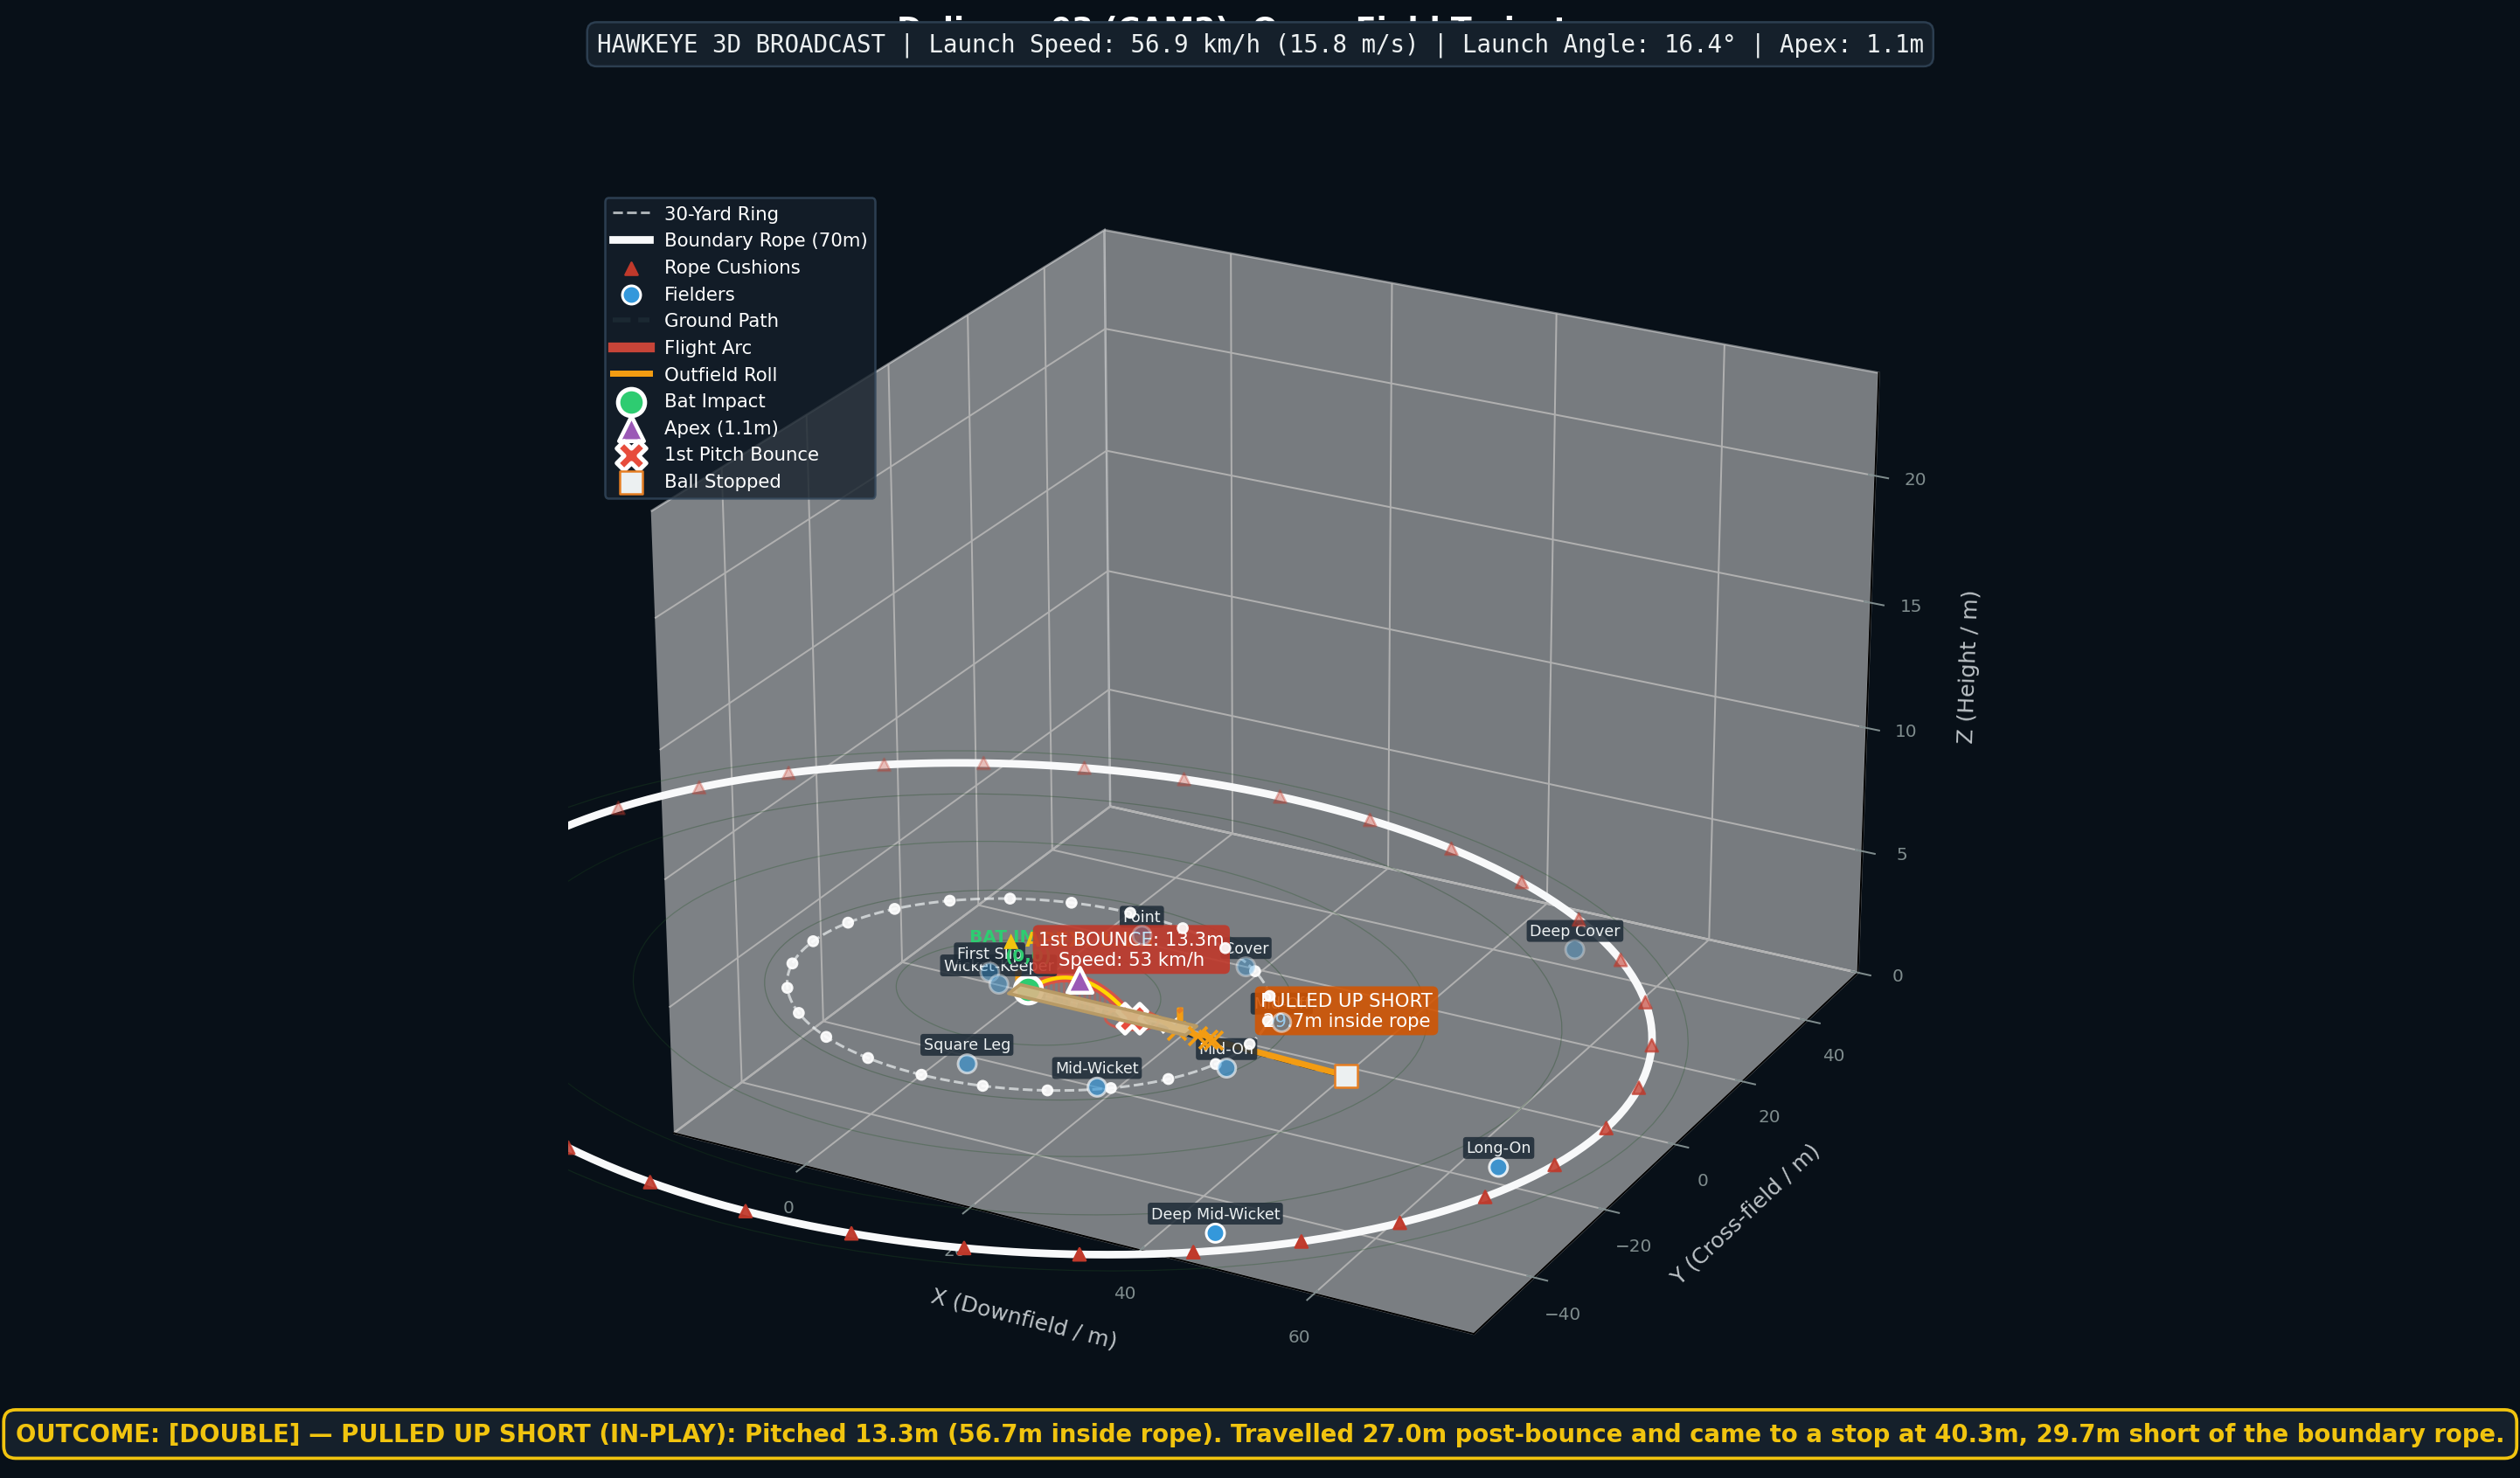 HAWKEYE 3D BROADCAST | Launch Speed: 56.9 km/h (15.8 m/s) | Launch Angle: 16.4° | Apex: 1.1m
30-Yard Ring
Boundary Rope (70m)
Rope Cushions
Fielders
Ground Path
Flight Arc
Outfield Roll
Bat Impact
Apex (1.1m)
1st Pitch Bounce
Ball Stopped
20
15
10
5
0
Z (Height / m)
Point
Deep Cover
BAT
1st BOUNCE: 13.3m
Speed: 53 km/h
Cover
First Slip
Wicket-Keeper
PULLED UP SHORT
29.7m inside rope
Square Leg
Mid-On
Mid-Wicket
Long-On
Deep Mid-Wicket
40
20
0
−20
−40
Y (Cross-field / m)
0
20
40
60
X (Downfield / m)
OUTCOME: [DOUBLE] — PULLED UP SHORT (IN-PLAY): Pitched 13.3m (56.7m inside rope). Travelled 27.0m post-bounce and came to a stop at 40.3m, 29.7m short of the boundary rope.